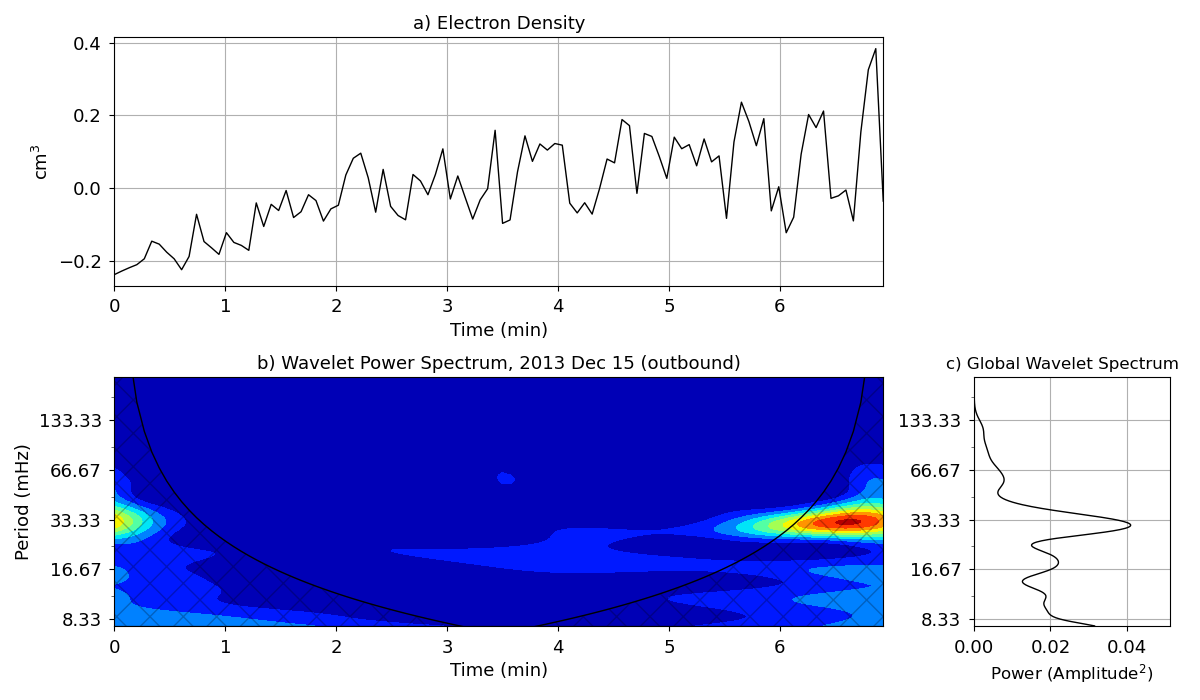 a) Electron Density
0.4
0.2
0.0
−0.2
cm³
0 1 2 3 4 5 6
Time (min)
b) Wavelet Power Spectrum, 2013 Dec 15 (outbound)
133.33
66.67
33.33
16.67
8.33
Period (mHz)
0 1 2 3 4 5 6
Time (min)
c) Global Wavelet Spectrum
133.33
66.67
33.33
16.67
8.33
0.00 0.02 0.04
Power (Amplitude²)